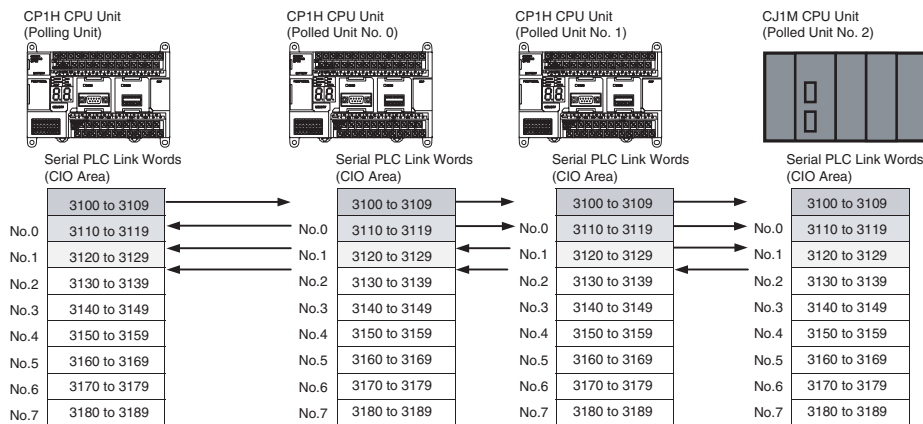 CP1H CPU Unit
(Polling Unit)
CP1H CPU Unit
(Polled Unit No. 0)
CP1H CPU Unit
(Polled Unit No. 1)
CJ1M CPU Unit
(Polled Unit No. 2)
Serial PLC Link Words
(CIO Area)
3100 to 3109
No.0 3110 to 3119
No.1 3120 to 3129
No.2 3130 to 3139
No.3 3140 to 3149
No.4 3150 to 3159
No.5 3160 to 3169
No.6 3170 to 3179
No.7 3180 to 3189
Serial PLC Link Words
(CIO Area)
3100 to 3109
No.0 3110 to 3119
No.1 3120 to 3129
No.2 3130 to 3139
No.3 3140 to 3149
No.4 3150 to 3159
No.5 3160 to 3169
No.6 3170 to 3179
No.7 3180 to 3189
Serial PLC Link Words
(CIO Area)
3100 to 3109
No.0 3110 to 3119
No.1 3120 to 3129
No.2 3130 to 3139
No.3 3140 to 3149
No.4 3150 to 3159
No.5 3160 to 3169
No.6 3170 to 3179
No.7 3180 to 3189
Serial PLC Link Words
(CIO Area)
3100 to 3109
No.0 3110 to 3119
No.1 3120 to 3129
No.2 3130 to 3139
No.3 3140 to 3149
No.4 3150 to 3159
No.5 3160 to 3169
No.6 3170 to 3179
No.7 3180 to 3189